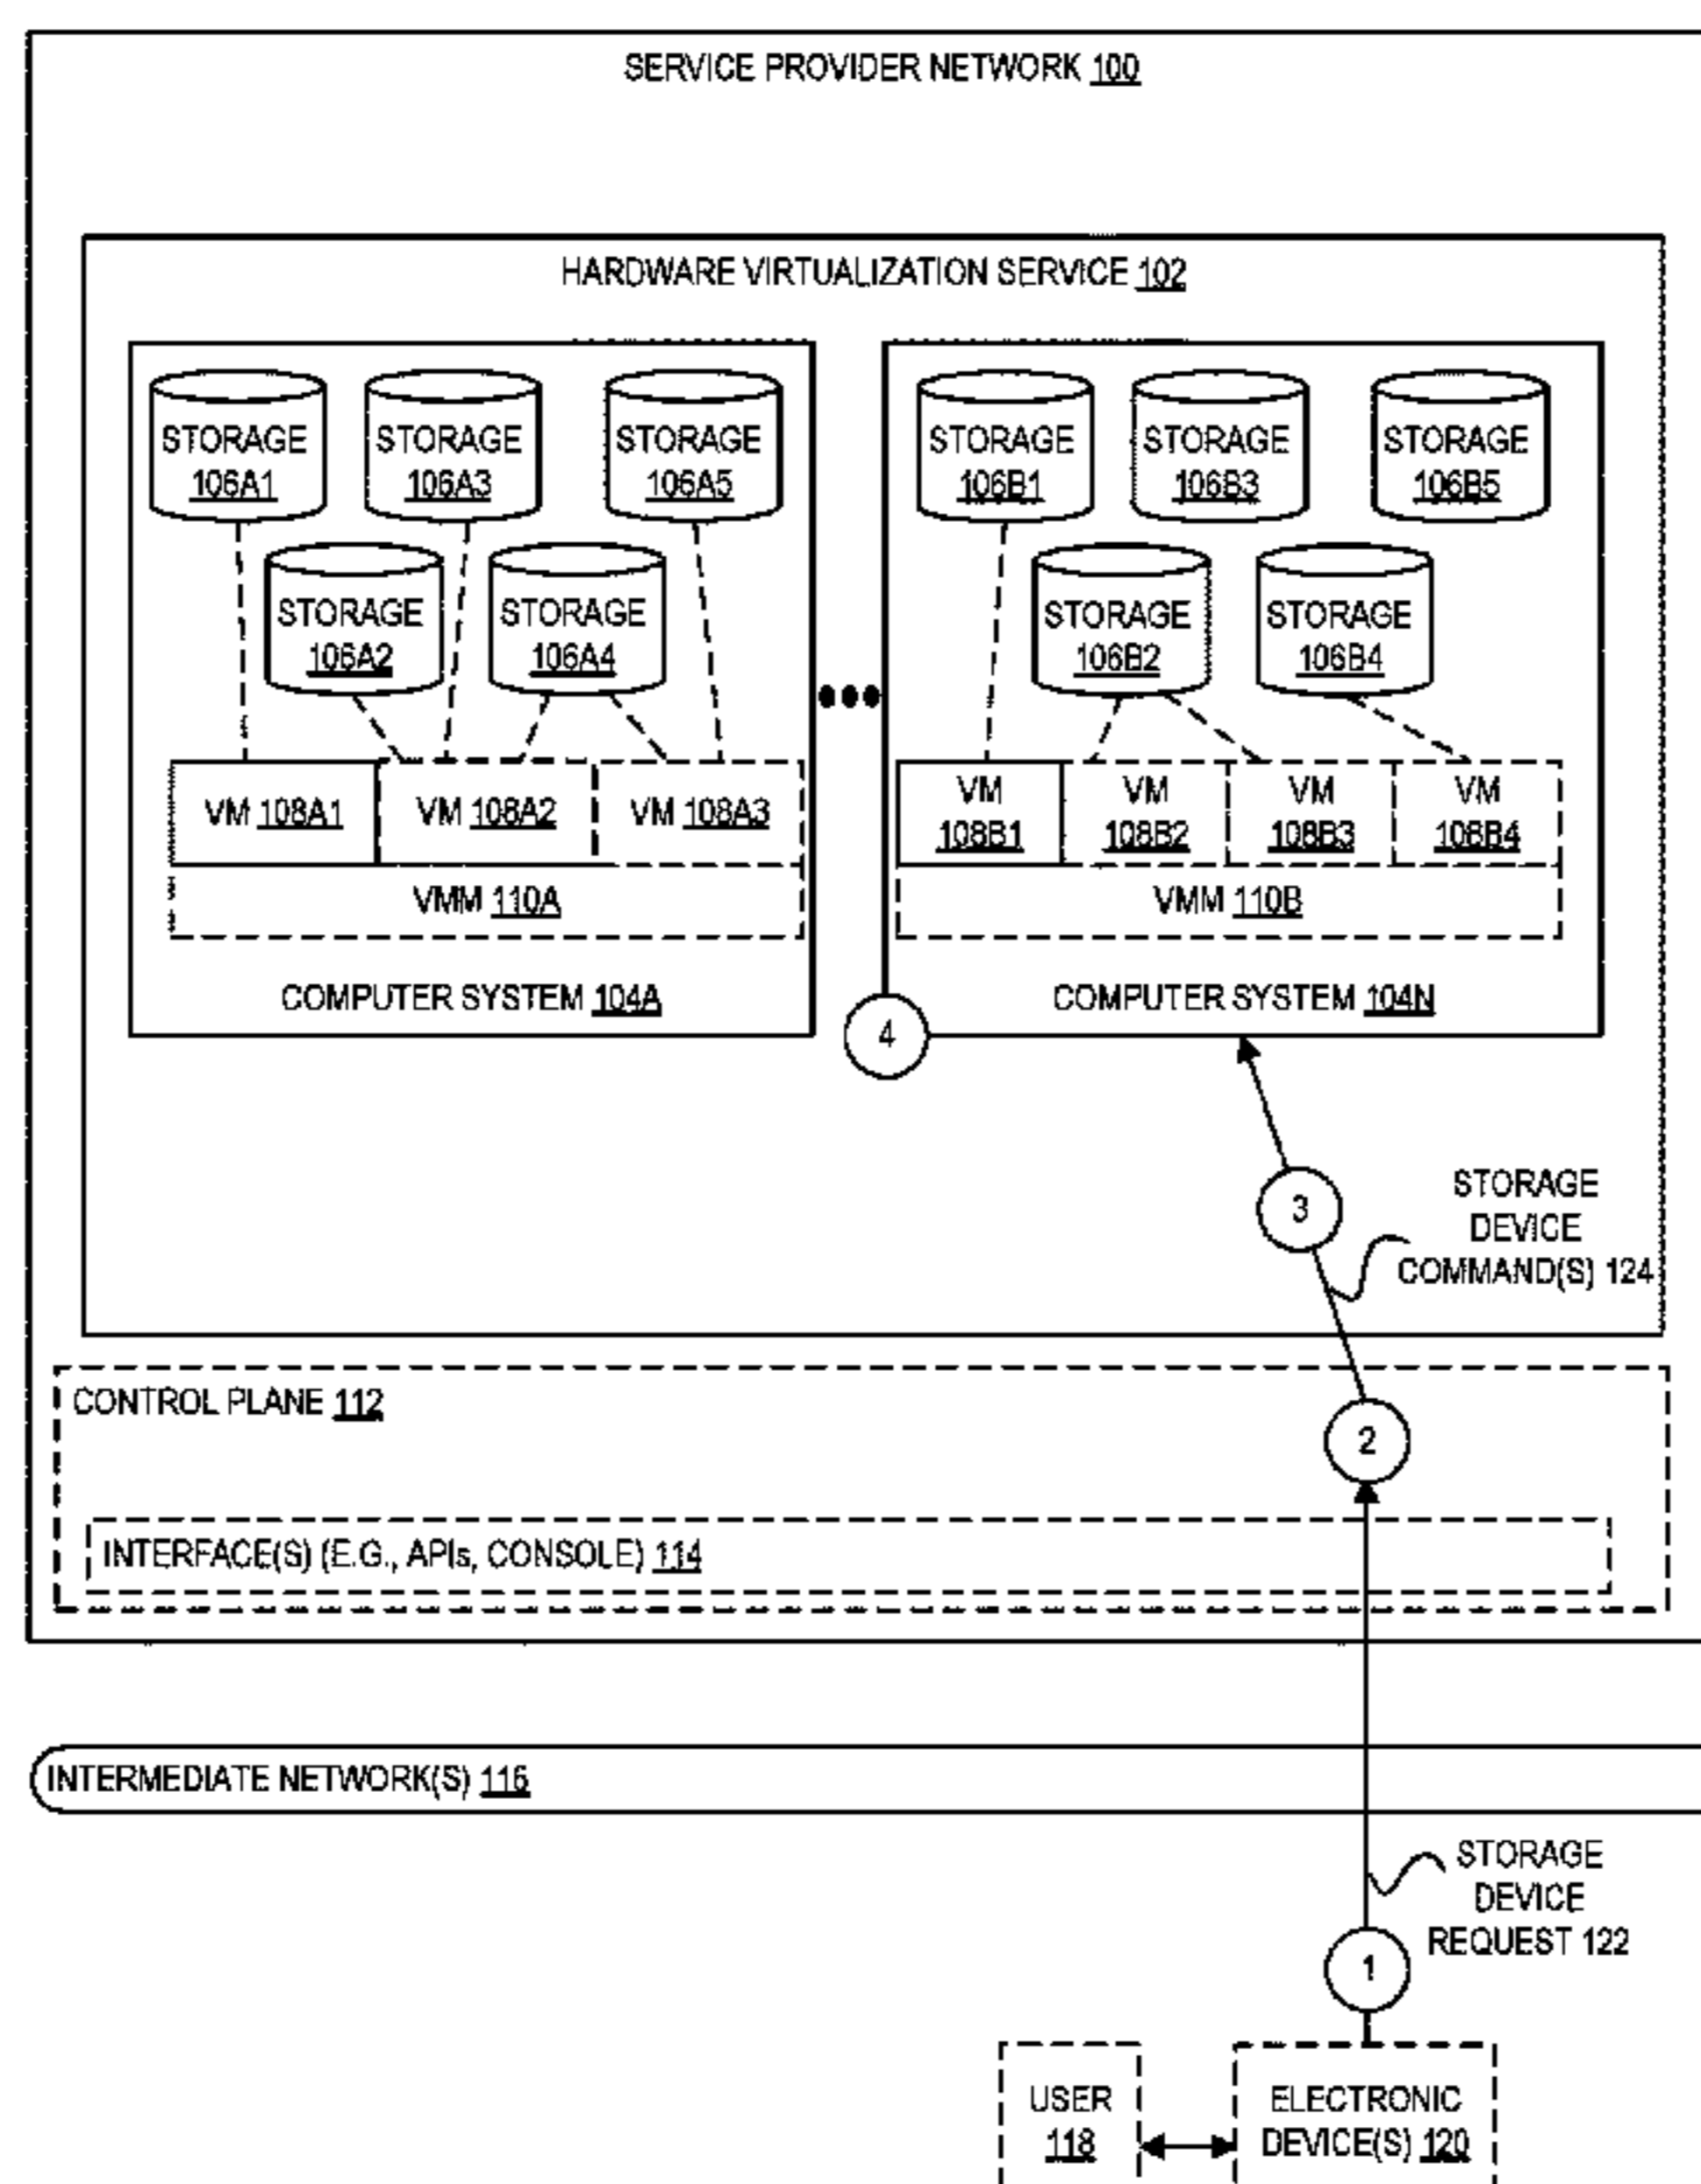 SERVICE PROVIDER NETWORK 100
HARDWARE VIRTUALIZATION SERVICE 102
STORAGE
106A1
STORAGE
106A3
STORAGE
106A5
STORAGE
106A2
STORAGE
106A4
VM 108A1
VM 108A2
VM 108A3
VMM 110A
COMPUTER SYSTEM 104A
STORAGE
106B1
STORAGE
106B3
STORAGE
106B5
STORAGE
106B2
STORAGE
106B4
VM
108B1
VM
108B2
VM
108B3
VM
108B4
VMM 110B
COMPUTER SYSTEM 104N
4
3
STORAGE
DEVICE
COMMAND(S) 124
CONTROL PLANE 112
2
INTERFACE(S) (E.G., APIs, CONSOLE) 114
INTERMEDIATE NETWORK(S) 116
STORAGE
DEVICE
REQUEST 122
1
USER
118
ELECTRONIC
DEVICE(S) 120